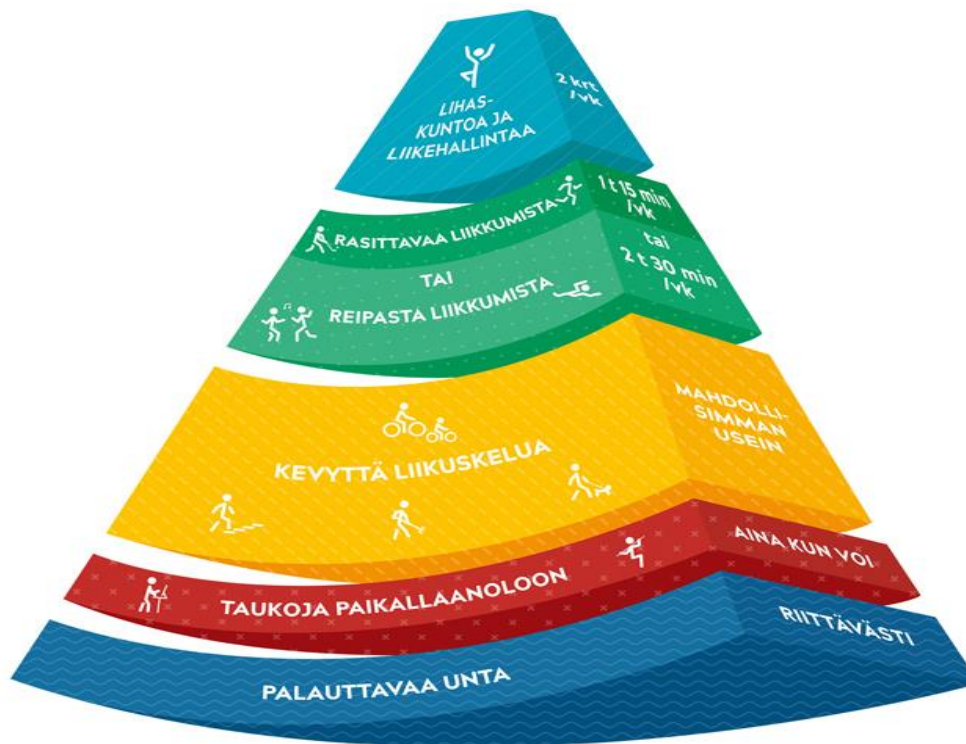 LIHAS-
KUNTOA JA
LIIKEHALLINTAA
2 krt
/vk
RASITTAVAA LIIKKUMISTA
1 t 15 min
/vk
TAI
REIPASTA LIIKKUMISTA
tai
2 t 30 min
/vk
KEVYTTÄ LIIKUSKELUA
MAHDOLLI-
SIMMAN
USEIN
TAUKOJA PAIKALLAANOLOON
AINA KUN VOI
PALAUTTAVAA UNTA
RIITTÄVÄSTI